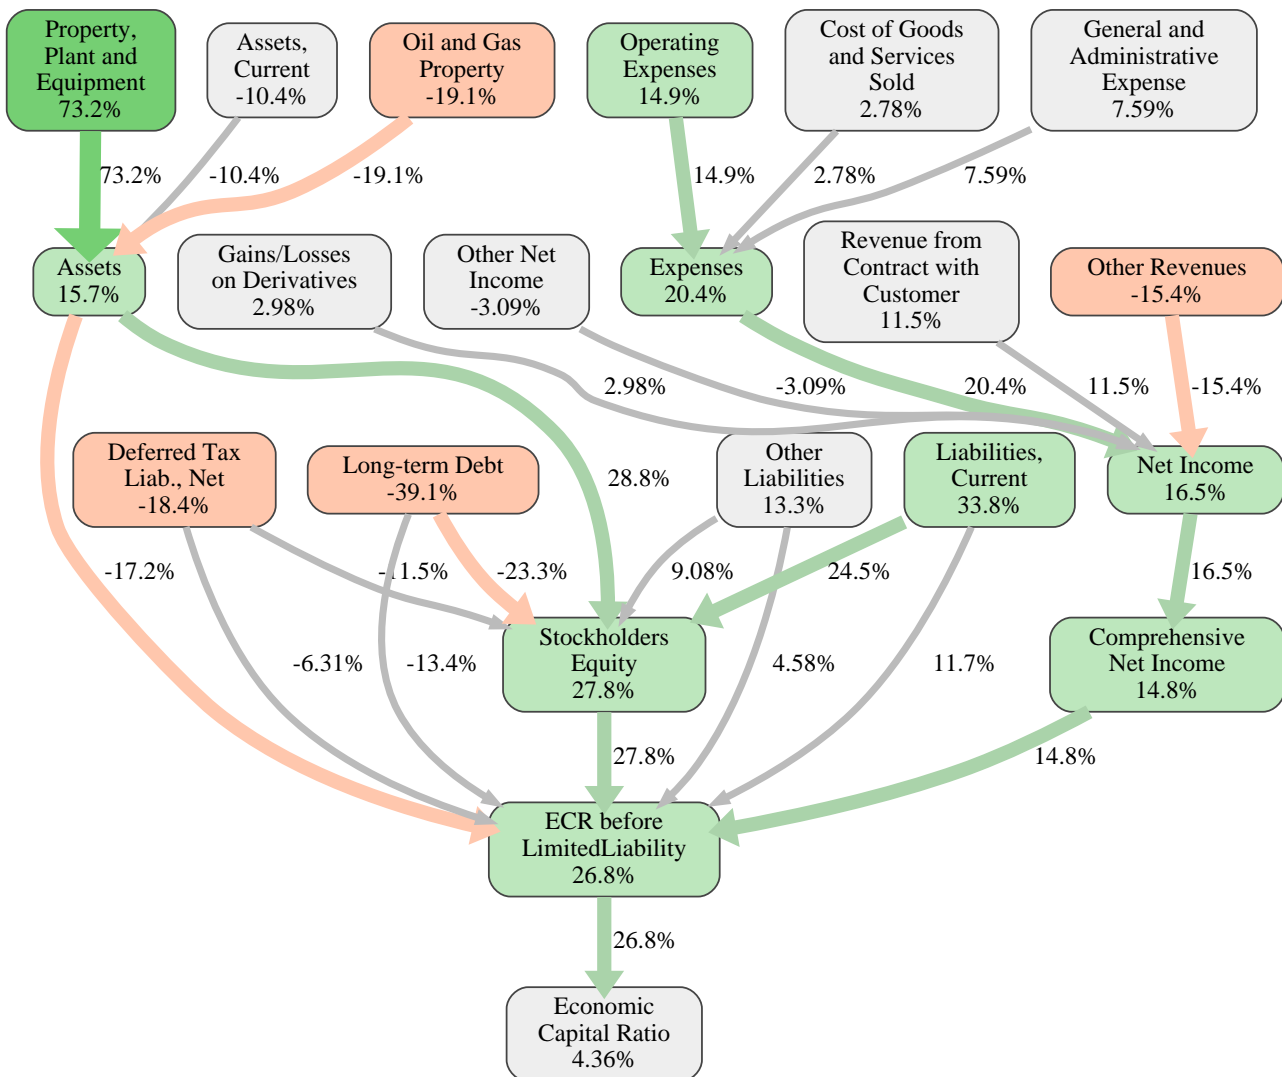 Property,
Plant and
Equipment
73.2%
Assets,
Current
-10.4%
Oil and Gas
Property
-19.1%
Operating
Expenses
14.9%
Cost of Goods
and Services
Sold
2.78%
General and
Administrative
Expense
7.59%
73.2%
-10.4%
-19.1%
14.9%
2.78%
7.59%
Assets
15.7%
Gains/Losses
on Derivatives
2.98%
Other Net
Income
-3.09%
Expenses
20.4%
Revenue from
Contract with
Customer
11.5%
Other Revenues
-15.4%
2.98%
-3.09%
20.4%
11.5%
-15.4%
Deferred Tax
Liab., Net
-18.4%
Long-term Debt
-39.1%
28.8%
Other
Liabilities
13.3%
Liabilities,
Current
33.8%
Net Income
16.5%
-17.2%
-11.5%
-23.3%
9.08%
24.5%
16.5%
-6.31%
-13.4%
Stockholders
Equity
27.8%
4.58%
11.7%
Comprehensive
Net Income
14.8%
27.8%
14.8%
ECR before
LimitedLiability
26.8%
26.8%
Economic
Capital Ratio
4.36%